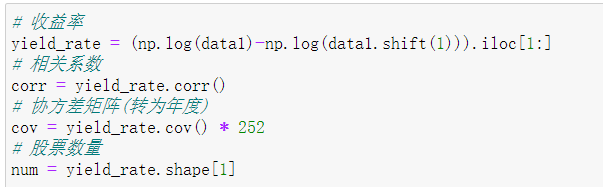 # 收益率
yield_rate = (np.log(data1)-np.log(data1.shift(1))).iloc[1:]
# 相关系数
corr = yield_rate.corr()
# 协方差矩阵(转为年度)
cov = yield_rate.cov() * 252
# 股票数量
num = yield_rate.shape[1]